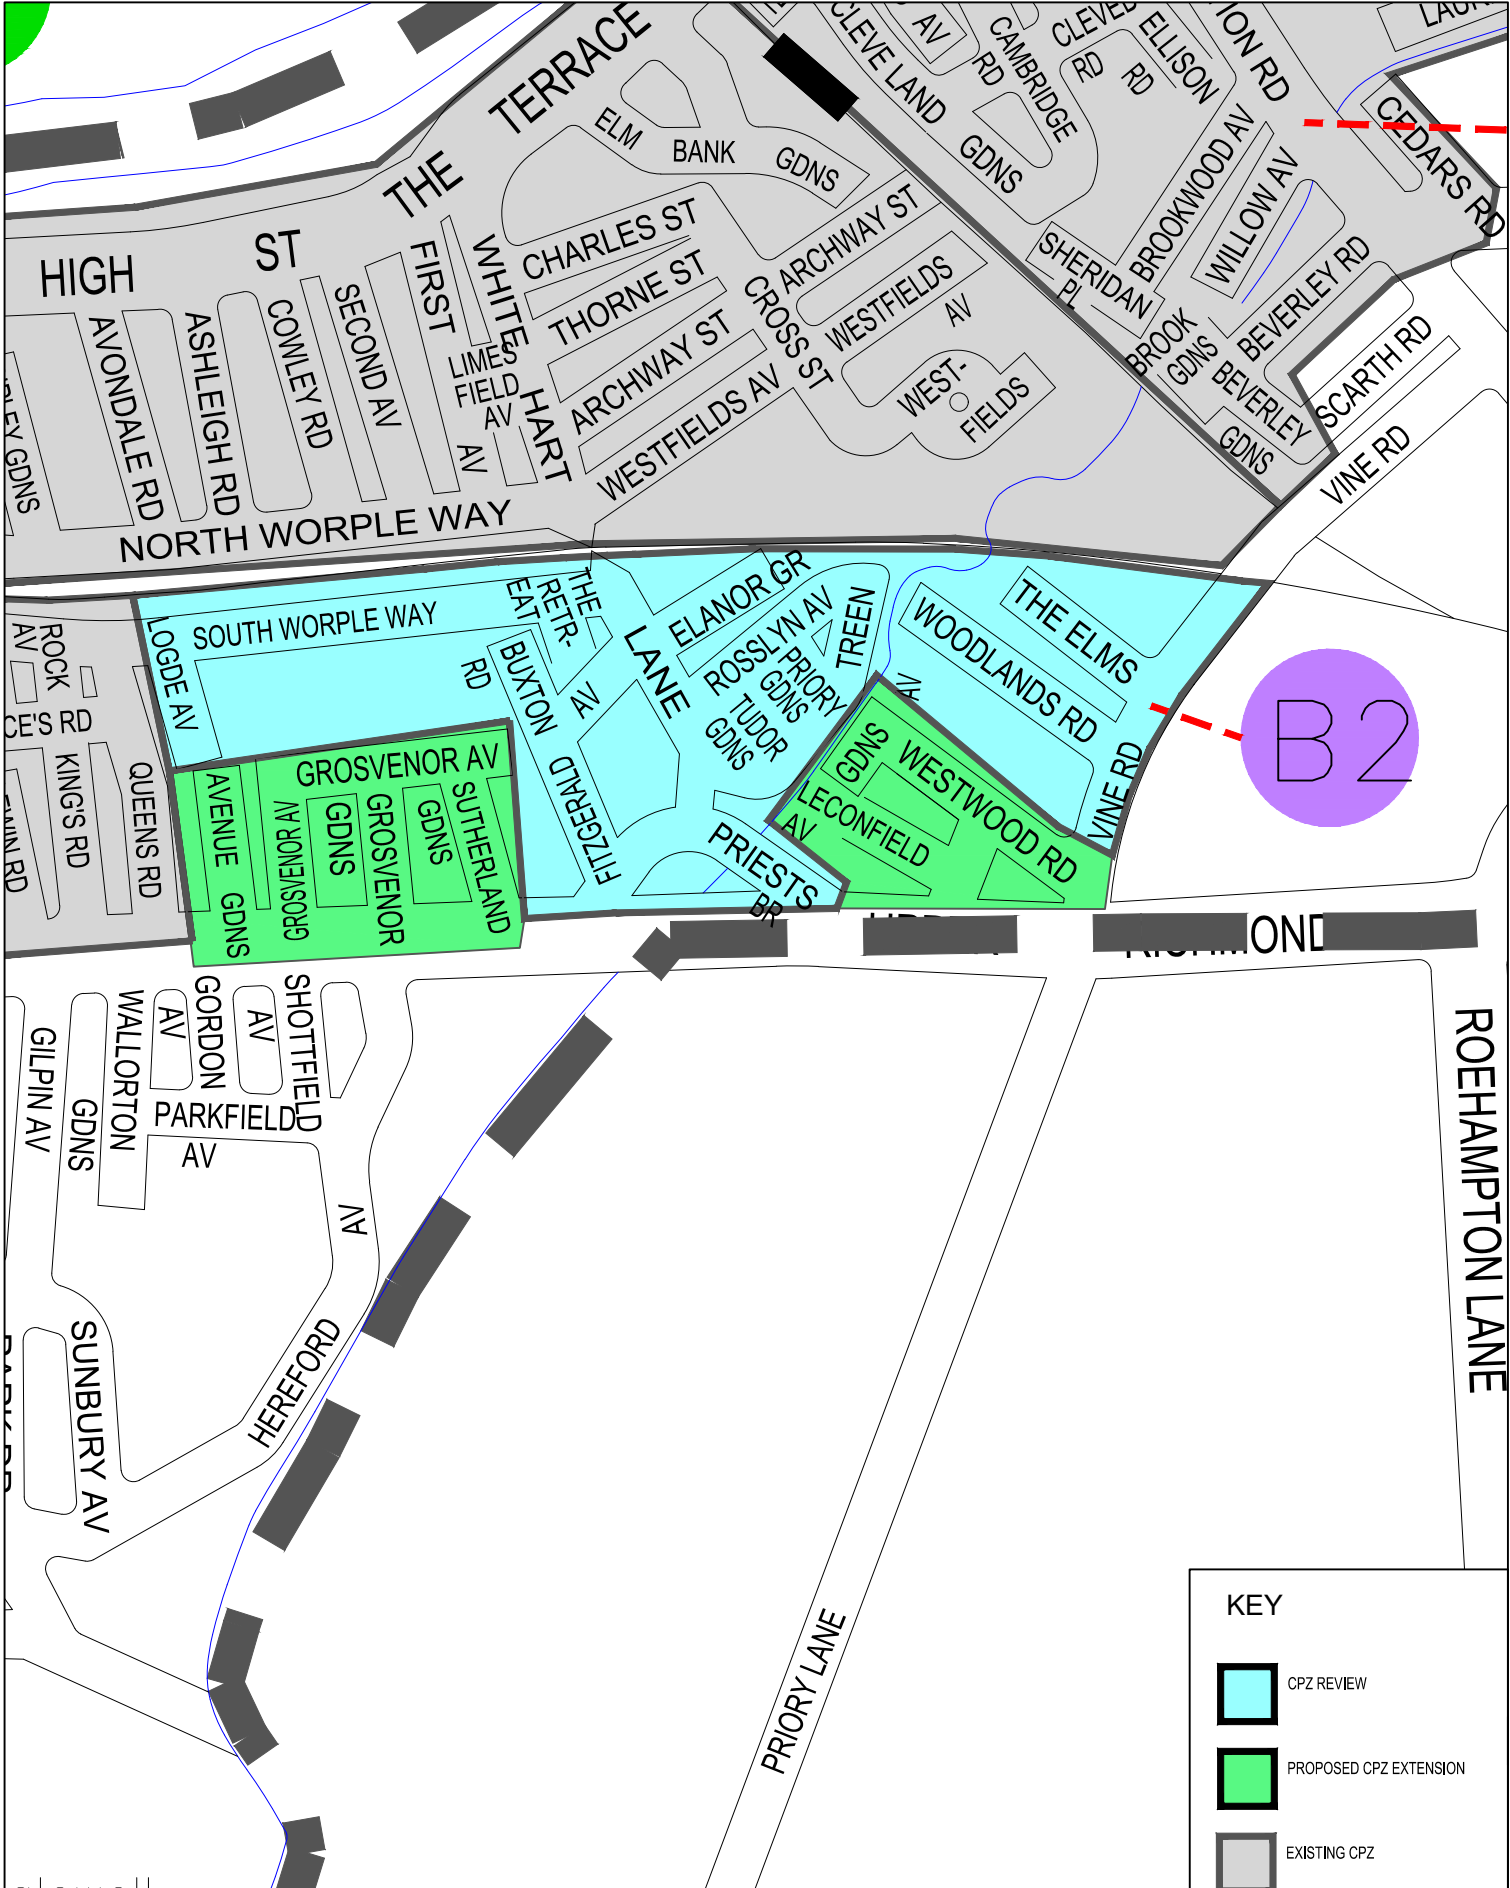 THE
TERRACE
HIGH
ST
ELM
BANK
GDNS
CLEVE LAND
GDNS
AV
CAMBRIDGE
RD
RD
ELLISON
RD
CEDARS RD
BROOKWOOD AV
WILLOW AV
SHERIDAN
PL
BEVERLEY RD
BROOK
GDNS
BEVERLEY
GDNS
SCARTH RD
VINE RD
CHARLES ST
THORNE ST
ARCHWAY ST
ARCHWAY ST
WESTFIELDS AV
WESTFIELDS
AV
CROSS ST
WEST-
FIELDS
WHITE
HART
LANE
FIRST
AV
LIMES
FIELD
AV
SECOND AV
COWLEY RD
ASHLEIGH RD
AVONDALE RD
GDNS
NORTH WORPLE WAY
SOUTH WORPLE WAY
THE
RETR-
EAT
ELANOR GR
ROSSLYN AV
PRIORY
GDNS
TUDOR
GDNS
TREEN
AV
WOODLANDS RD
THE ELMS
VINE RD
B2
LOGDE AV
BUXTON
RD
FITZGERALD
AV
ROCK
AV
CE'S RD
KING'S RD
QUEENS RD
GROSVENOR AV
AVENUE
GDNS
GROSVENOR AV
GDNS
GROSVENOR
GDNS
SUTHERLAND
PRIESTS
BR
GDNS
LECONFIELD
AV
WESTWOOD RD
RICHMOND
GILPIN AV
WALLORTON
GDNS
GORDON
AV
SHOTTFIELD
AV
PARKFIELD
AV
AV
HEREFORD
SUNBURY AV
PRIORY LANE
ROEHAMPTON LANE
KEY
CPZ REVIEW
PROPOSED CPZ EXTENSION
EXISTING CPZ